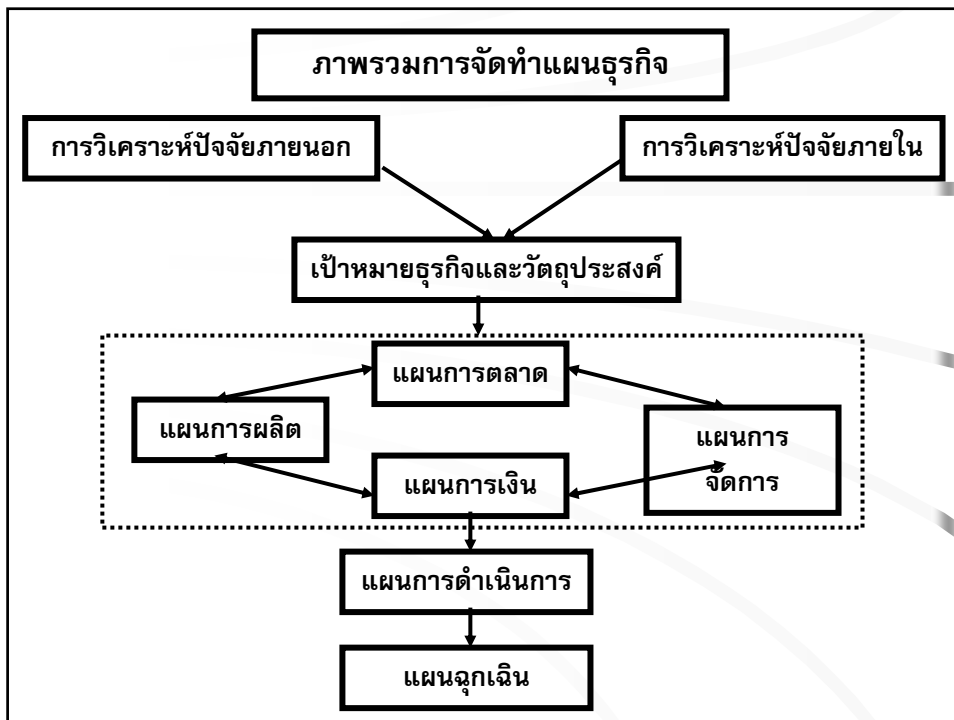 ภาพรวมการจัดทำแผนธุรกิจ
การวิเคราะห์ปัจจัยภายนอก
การวิเคราะห์ปัจจัยภายใน
เป้าหมายธุรกิจและวัตถุประสงค์
แผนการตลาด
แผนการผลิต
แผนการ
จัดการ
แผนการเงิน
แผนการดำเนินการ
แผนฉุกเฉิน